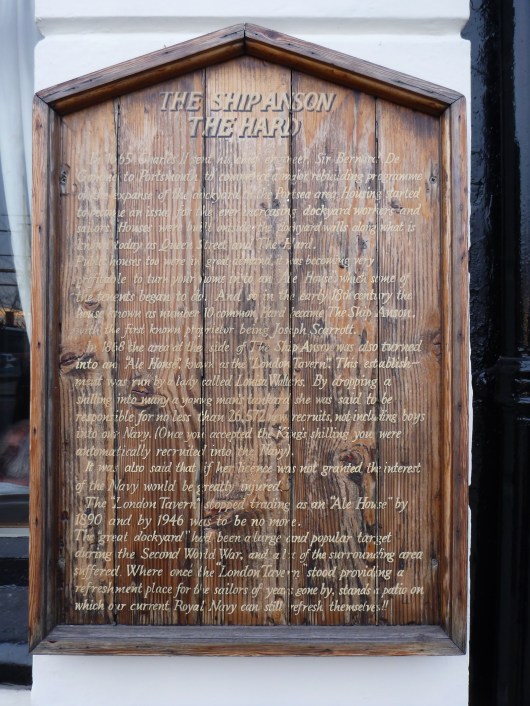 THE SHIP ANSON
THE HARD
In 1665 Charles II sent his chief engineer, Sir Bernard De
Gomme to Portsmouth, to commence a major rebuilding programme
expanse of the dockyard to the Portsea area. Housing started
to become an issue for the ever increasing dockyard workers and
sailors. Houses were built outside the dockyard walls along what is
known today as Queen Street and The Hard.
Public houses too were in great demand, it was becoming very
profitable to turn your home into an Ale House, which some of
the tenents began to do. And so in the early 18th century the
house known as number 10 common hard became The Ship Anson,
with the first known proprietor being Joseph Scarrott.
In 1868 the area at the side of The Ship Anson was also turned
into an "Ale House", known as the "London Tavern". This establish-
ment was run by a lady called Louisa Walters. By dropping a
shilling into many a young man's tankard she was said to be
responsible for no less than 26,572 new recruits, not including boys
into our Navy. (Once you accepted the King's shilling you were
automatically recruited into the Navy).
It was also said that if her licence was not granted, the interest
of the Navy would be greatly injured.
The "London Tavern" stopped trading as an "Ale House" by
1890 and by 1946 was to be no more.
The "great dockyard" had been a large and popular target
during the Second World War, and a lot of the surrounding area
suffered. Where once the "London Tavern" stood providing a
refreshment place for the sailors of years gone by, stands a patio on
which our current Royal Navy can still refresh themselves!!